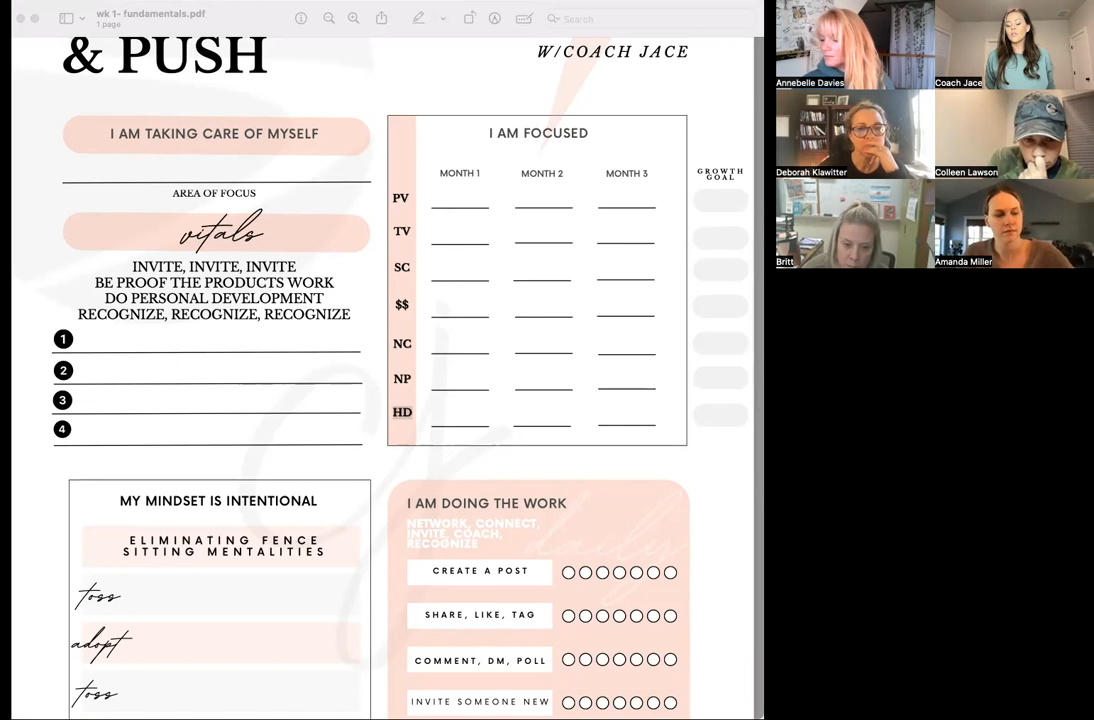 wk 1- fundamentals.pdf
1 page
Search
& PUSH
W/COACH JACE
I AM TAKING CARE OF MYSELF
AREA OF FOCUS
vitals
INVITE, INVITE, INVITE
BE PROOF THE PRODUCTS WORK
DO PERSONAL DEVELOPMENT
RECOGNIZE, RECOGNIZE, RECOGNIZE
1
2
3
4
I AM FOCUSED
MONTH 1 MONTH 2 MONTH 3
GROWTH
GOAL
PV
TV
SC
$$
NC
NP
HD
MY MINDSET IS INTENTIONAL
ELIMINATING FENCE
SITTING MENTALITIES
toss
adopt
toss
I AM DOING THE WORK
NETWORK, CONNECT,
INVITE, COACH,
RECOGNIZE
daily
CREATE A POST
SHARE, LIKE, TAG
COMMENT, DM, POLL
INVITE SOMEONE NEW
Annebelle Davies
Coach Jace
Deborah Klawitter
Colleen Lawson
Britt
Amanda Miller